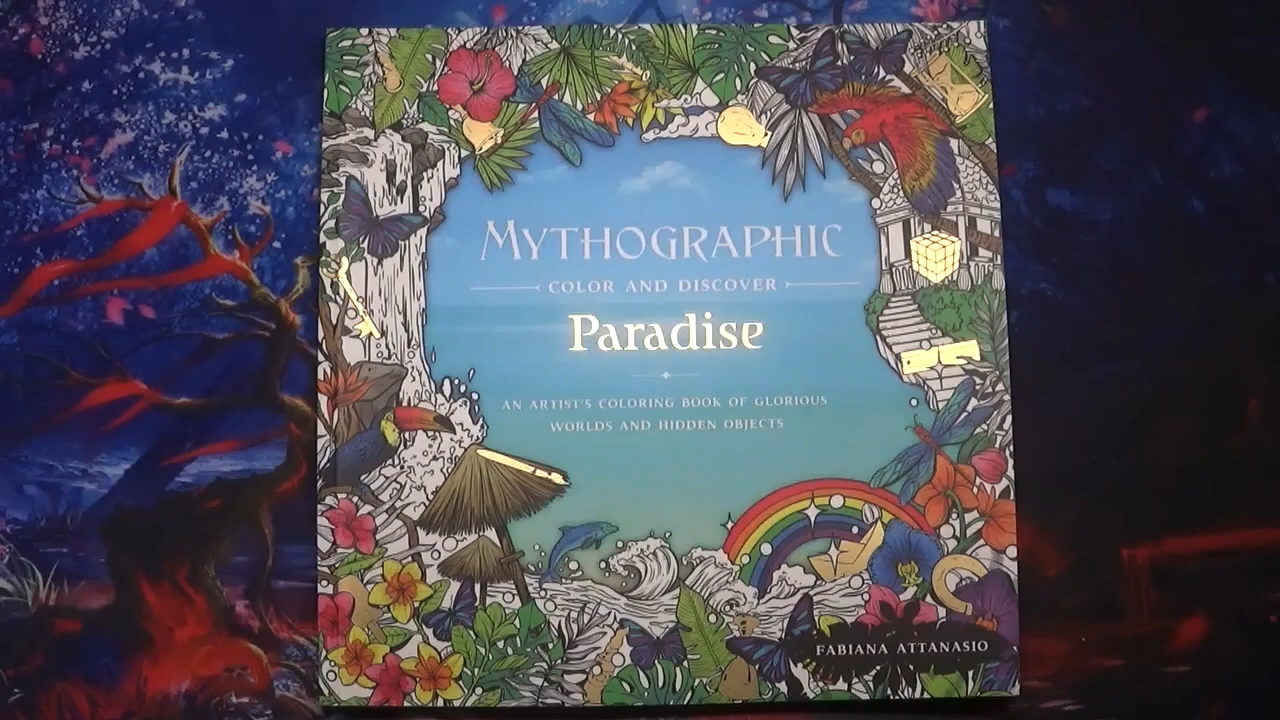 MYTHOGRAPHIC
COLOR AND DISCOVER
Paradise
AN ARTIST'S COLORING BOOK OF GLORIOUS
WORLDS AND HIDDEN OBJECTS
FABIANA ATTANASIO